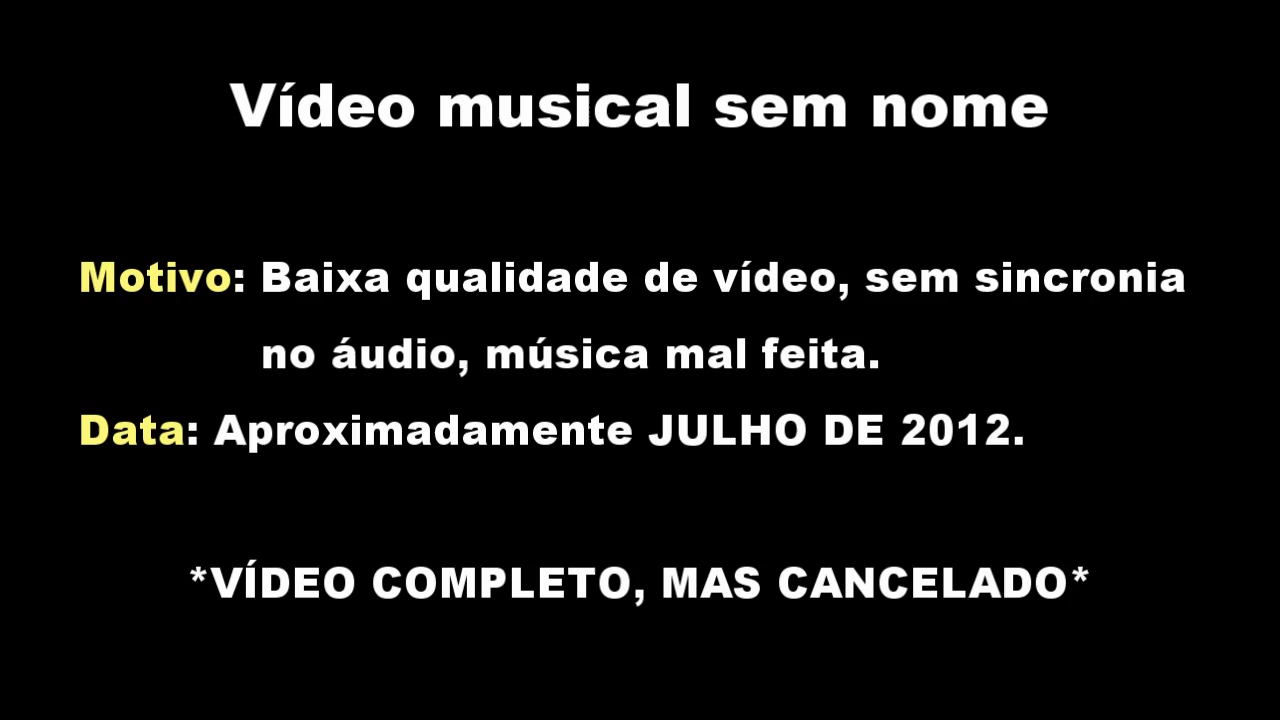 Vídeo musical sem nome
Motivo: Baixa qualidade de vídeo, sem sincronia
no áudio, música mal feita.
Data: Aproximadamente JULHO DE 2012.
*VÍDEO COMPLETO, MAS CANCELADO*